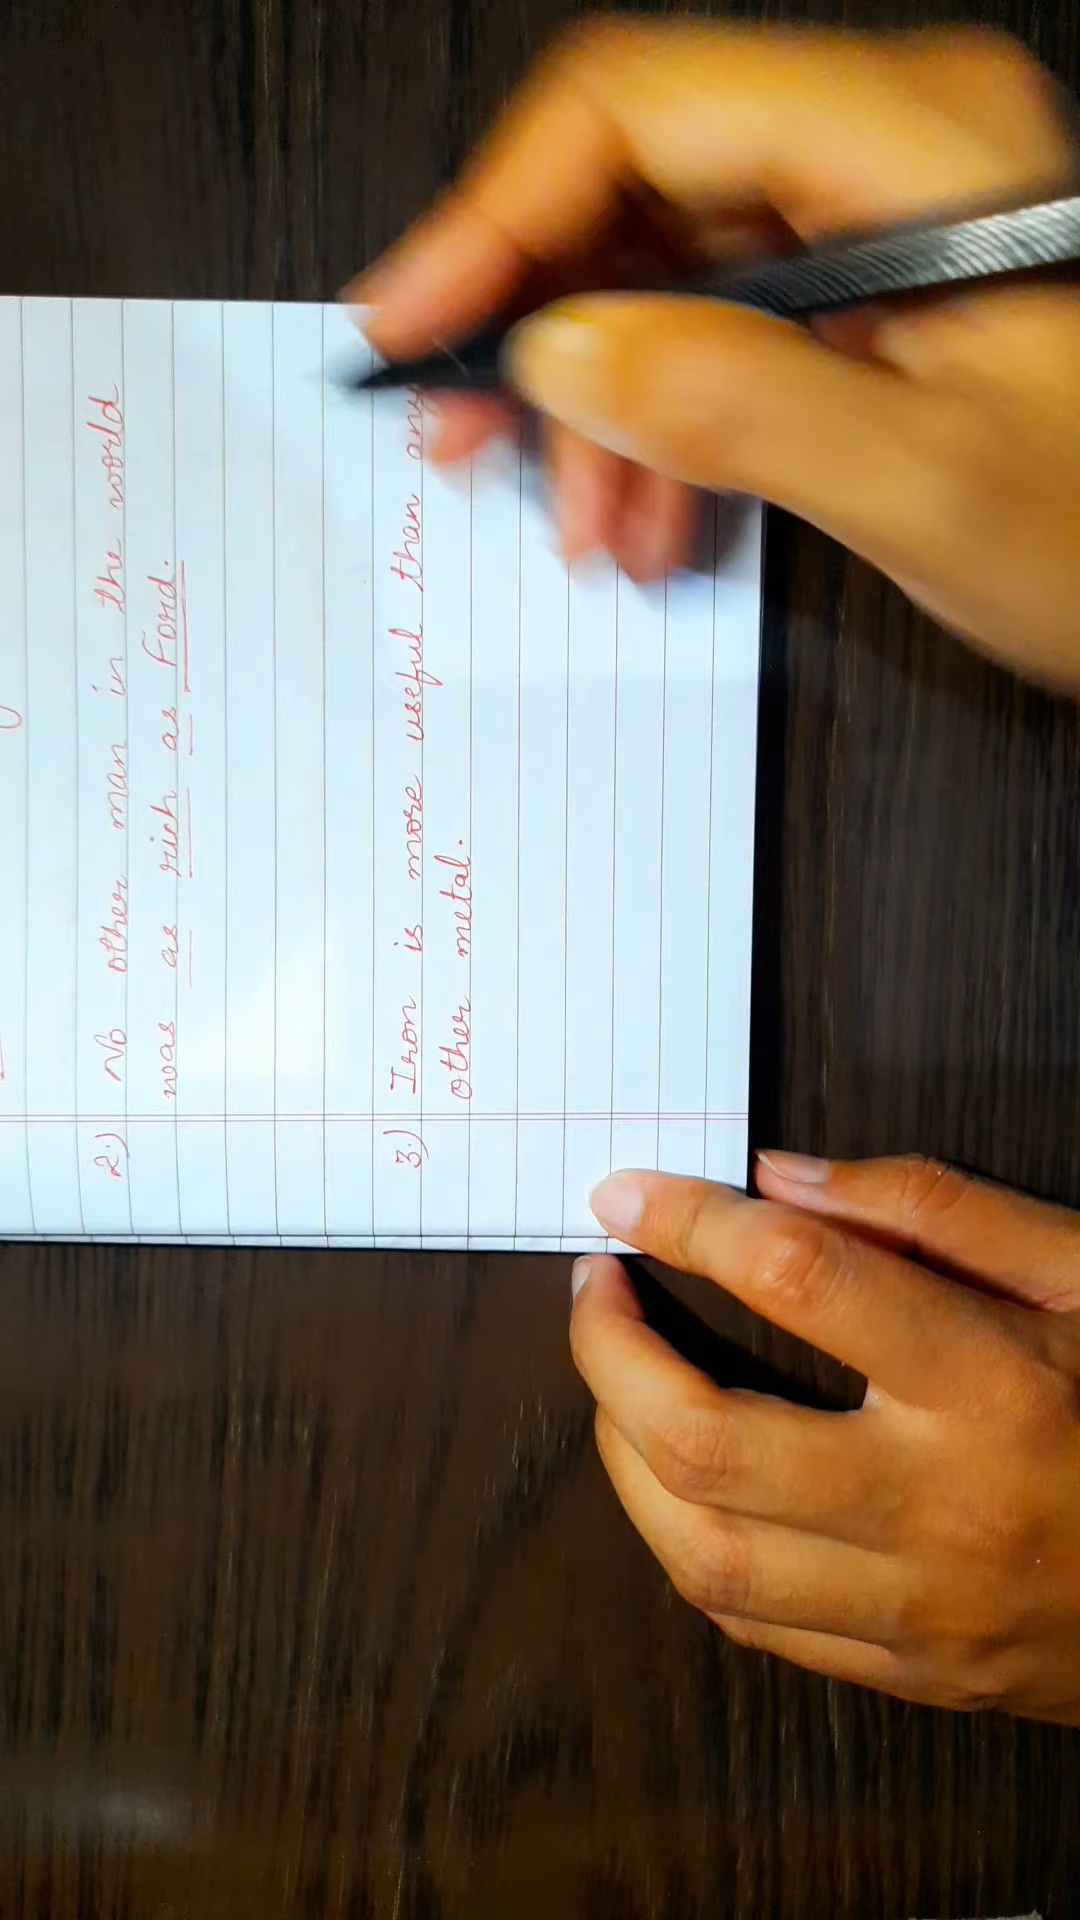 2.) No other man in the world
was as rich as Ford.
3.) Iron is more useful than any
other metal.